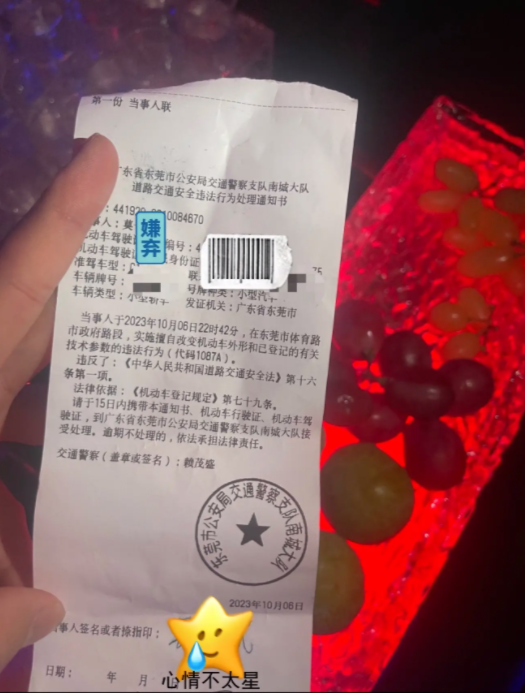 第一份 当事人联
广东省东莞市公安局交通警察支队南城大队
道路交通安全违法行为处理通知书
嫌弃
准驾车型：
车辆牌号： 号牌种类：小型汽车
车辆类型：小型轿车 发证机关：广东省东莞市
当事人于2023年10月06日22时42分，在东莞市体育路
市政府路段，实施擅自改变机动车外形和已登记的有关
技术参数的违法行为（代码1087A）。
违反了：《中华人民共和国道路交通安全法》第十六
条第一项。
法律依据：《机动车登记规定》第七十九条。
请于15日内携带本通知书、机动车行驶证、机动车驾
驶证，到广东省东莞市公安局交通警察支队南城大队接
受处理。逾期不处理的，依法承担法律责任。
交通警察（盖章或签名）：赖茂盛
东莞市公安局交通警察支队南城大队
2023年10月06日
当事人签名或者捺指印：
日期： 年 月
心情不太星